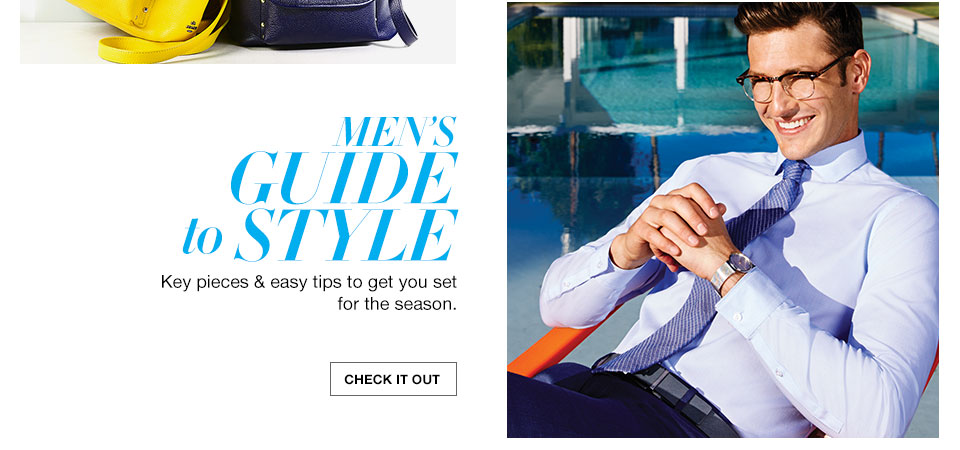 MEN'S
GUIDE
to STYLE
Key pieces & easy tips to get you set
for the season.
CHECK IT OUT